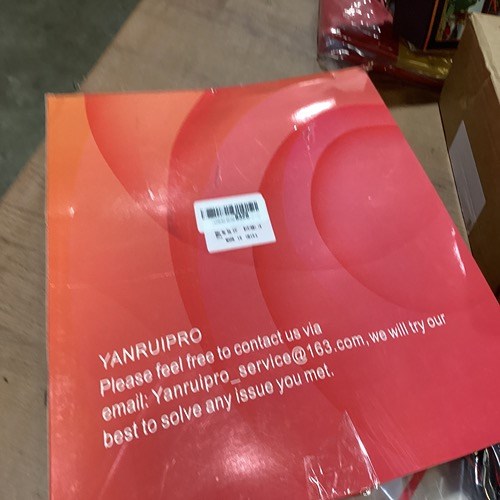 YANRUIPRO
Please feel free to contact us via
email: Yanruipro_service@163.com, we will try our
best to solve any issue you met.